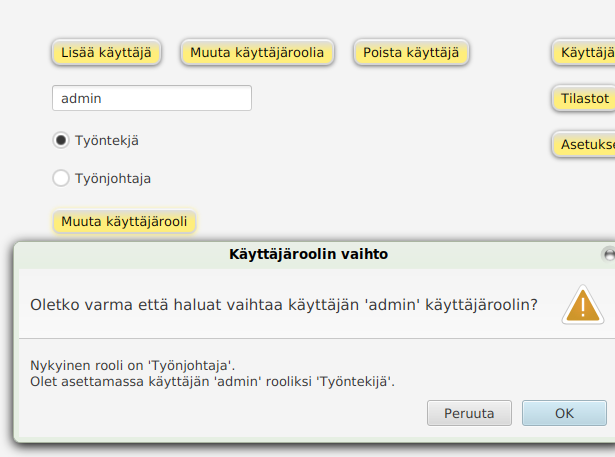 Lisää käyttäjä
Muuta käyttäjäroolia
Poista käyttäjä
Käyttäjä
Tilastot
admin
Asetukse
Työntekjä
Työnjohtaja
Muuta käyttäjärooli
Käyttäjäroolin vaihto
Oletko varma että haluat vaihtaa käyttäjän 'admin' käyttäjäroolin?
Nykyinen rooli on 'Työnjohtaja'.
Olet asettamassa käyttäjän 'admin' rooliksi 'Työntekijä'.
Peruuta
OK